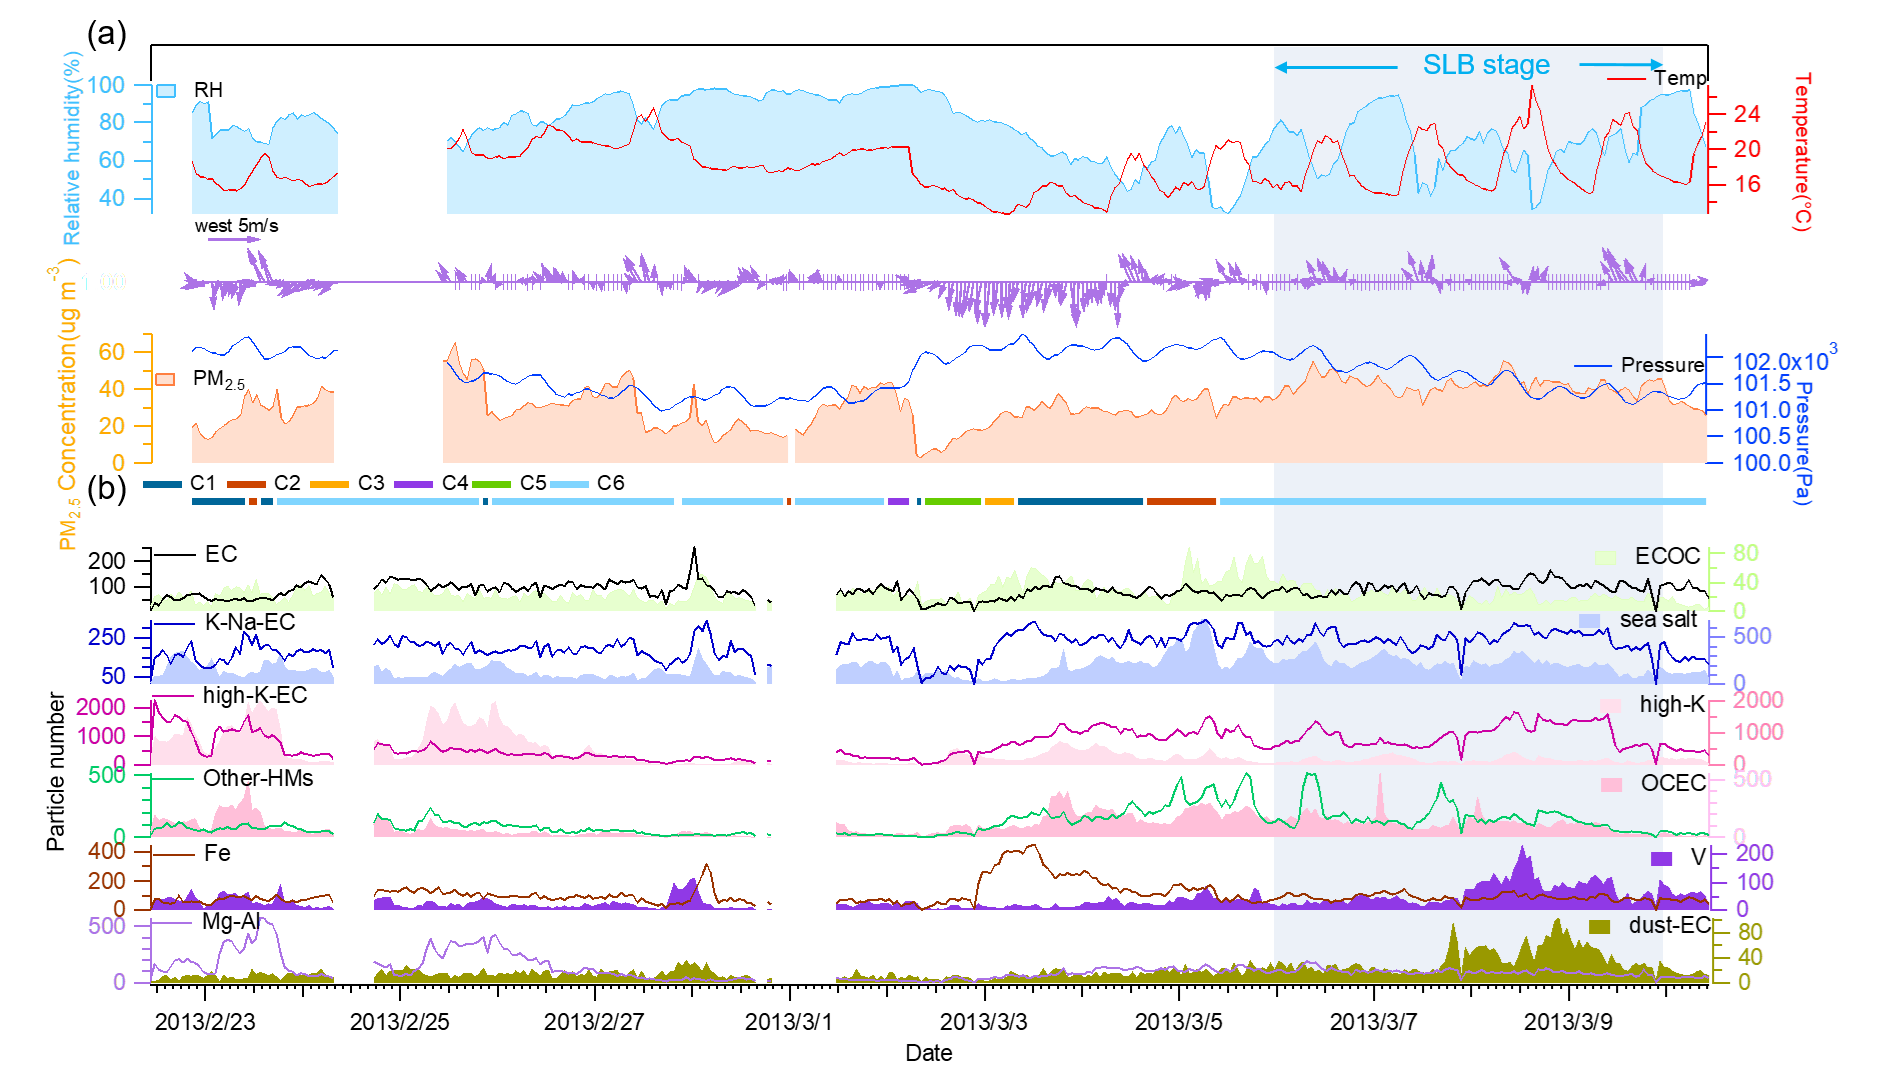 (a)
SLB stage
Relative humidity(%)
100
80
60
40
RH
Temp
24
20
16
Temperature(°C)
west 5m/s
PM2.5 Concentration(ug m-3)
60
40
20
0
PM2.5
Pressure
102.0x10³
101.5
101.0
100.5
100.0
Pressure(Pa)
(b)
C1 C2 C3 C4 C5 C6
Particle number
200
100
EC
ECOC
80
40
0
250
50
K-Na-EC
sea salt
500
0
2000
1000
0
high-K-EC
high-K
2000
1000
0
500
0
Other-HMs
OCEC
500
0
400
200
0
Fe
V
200
100
0
500
0
Mg-Al
dust-EC
80
40
0
2013/2/23 2013/2/25 2013/2/27 2013/3/1 2013/3/3 2013/3/5 2013/3/7 2013/3/9
Date